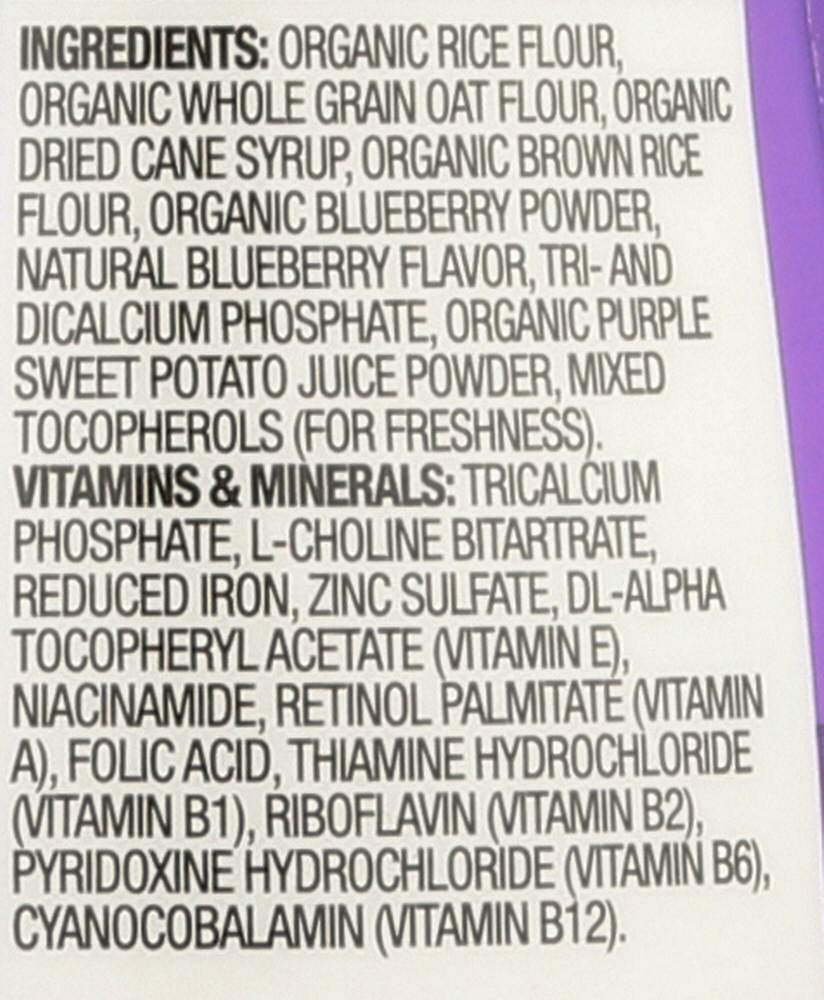 INGREDIENTS: ORGANIC RICE FLOUR,
ORGANIC WHOLE GRAIN OAT FLOUR, ORGANIC
DRIED CANE SYRUP, ORGANIC BROWN RICE
FLOUR, ORGANIC BLUEBERRY POWDER,
NATURAL BLUEBERRY FLAVOR, TRI- AND
DICALCIUM PHOSPHATE, ORGANIC PURPLE
SWEET POTATO JUICE POWDER, MIXED
TOCOPHEROLS (FOR FRESHNESS).
VITAMINS & MINERALS: TRICALCIUM
PHOSPHATE, L-CHOLINE BITARTRATE,
REDUCED IRON, ZINC SULFATE, DL-ALPHA
TOCOPHERYL ACETATE (VITAMIN E),
NIACINAMIDE, RETINOL PALMITATE (VITAMIN
A), FOLIC ACID, THIAMINE HYDROCHLORIDE
(VITAMIN B1), RIBOFLAVIN (VITAMIN B2),
PYRIDOXINE HYDROCHLORIDE (VITAMIN B6),
CYANOCOBALAMIN (VITAMIN B12).